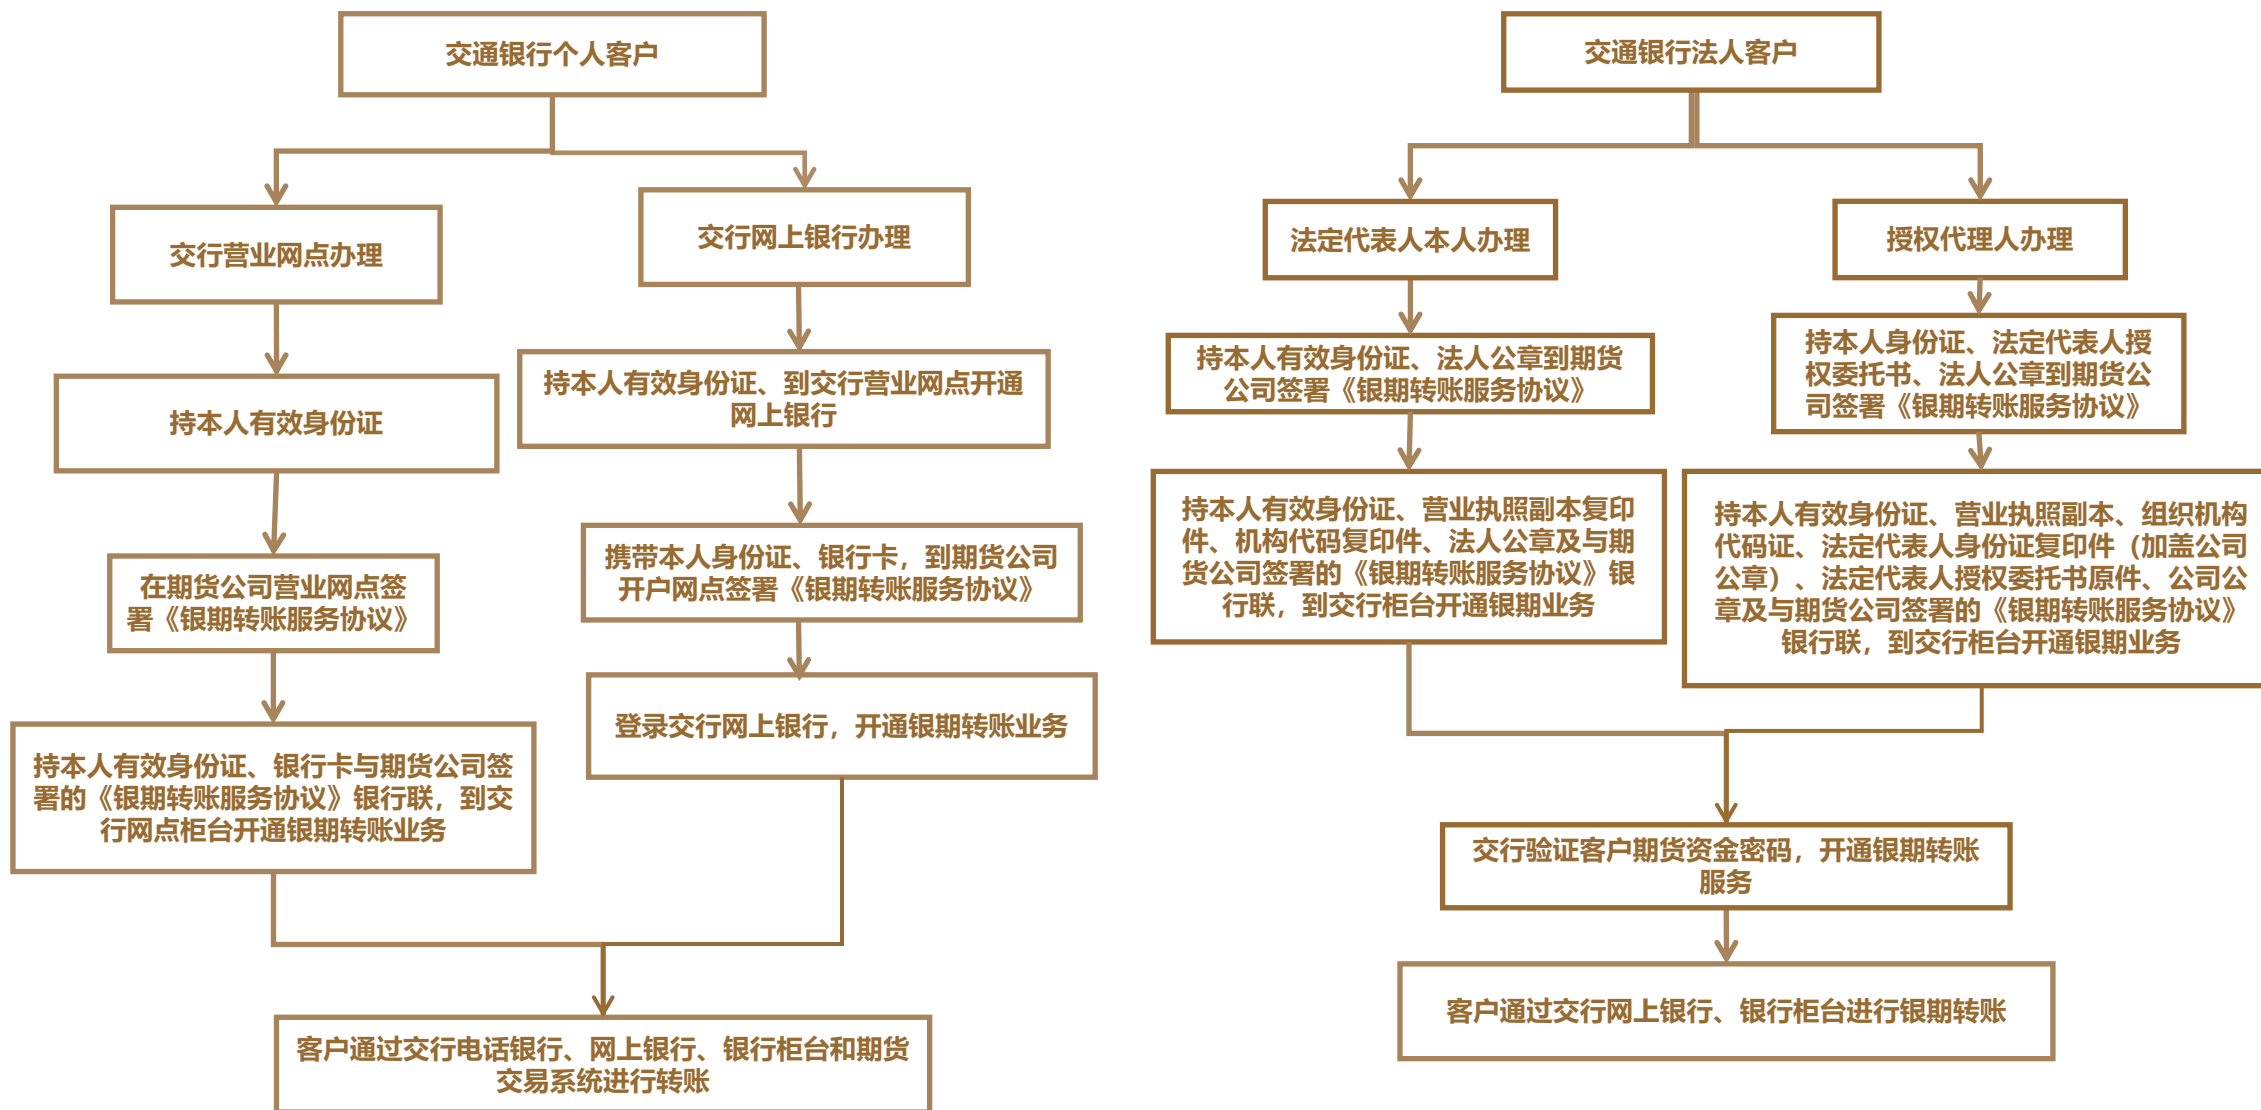 交通银行个人客户
交行营业网点办理
持本人有效身份证
在期货公司营业网点签
署《银期转账服务协议》
持本人有效身份证、银行卡与期货公司签
署的《银期转账服务协议》银行联，到交
行网点柜台开通银期转账业务
交行网上银行办理
持本人有效身份证、到交行营业网点开通
网上银行
携带本人身份证、银行卡，到期货公司
开户网点签署《银期转账服务协议》
登录交行网上银行，开通银期转账业务
客户通过交行电话银行、网上银行、银行柜台和期货
交易系统进行转账
交通银行法人客户
法定代表人本人办理
持本人有效身份证、法人公章到期货
公司签署《银期转账服务协议》
持本人有效身份证、营业执照副本复印
件、机构代码复印件、法人公章及与期
货公司签署的《银期转账服务协议》银
行联，到交行柜台开通银期业务
授权代理人办理
持本人身份证、法定代表人授
权委托书、法人公章到期货公
司签署《银期转账服务协议》
持本人有效身份证、营业执照副本、组织机构
代码证、法定代表人身份证复印件（加盖公司
公章）、法定代表人授权委托书原件、公司公
章及与期货公司签署的《银期转账服务协议》
银行联，到交行柜台开通银期业务
交行验证客户期货资金密码，开通银期转账
服务
客户通过交行网上银行、银行柜台进行银期转账